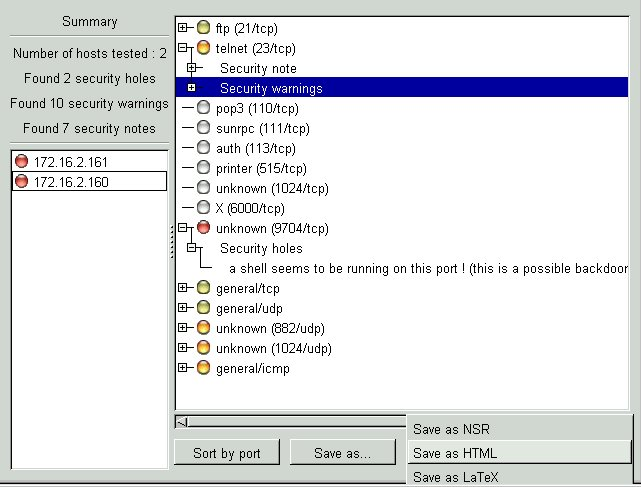 Summary
Number of hosts tested : 2
Found 2 security holes
Found 10 security warnings
Found 7 security notes
172.16.2.161
172.16.2.160
ftp (21/tcp)
telnet (23/tcp)
Security note
Security warnings
pop3 (110/tcp)
sunrpc (111/tcp)
auth (113/tcp)
printer (515/tcp)
unknown (1024/tcp)
X (6000/tcp)
unknown (9704/tcp)
Security holes
a shell seems to be running on this port ! (this is a possible backdoor
general/tcp
general/udp
unknown (882/udp)
unknown (1024/udp)
general/icmp
Sort by port
Save as...
Save as NSR
Save as HTML
Save as LaTeX